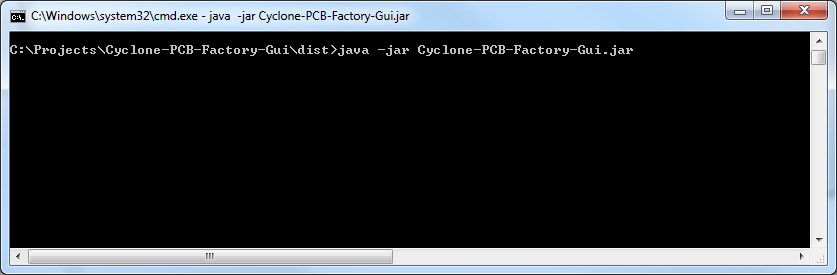 C:\Windows\system32\cmd.exe - java  -jar Cyclone-PCB-Factory-Gui.jar
C:\Projects\Cyclone-PCB-Factory-Gui\dist>java -jar Cyclone-PCB-Factory-Gui.jar